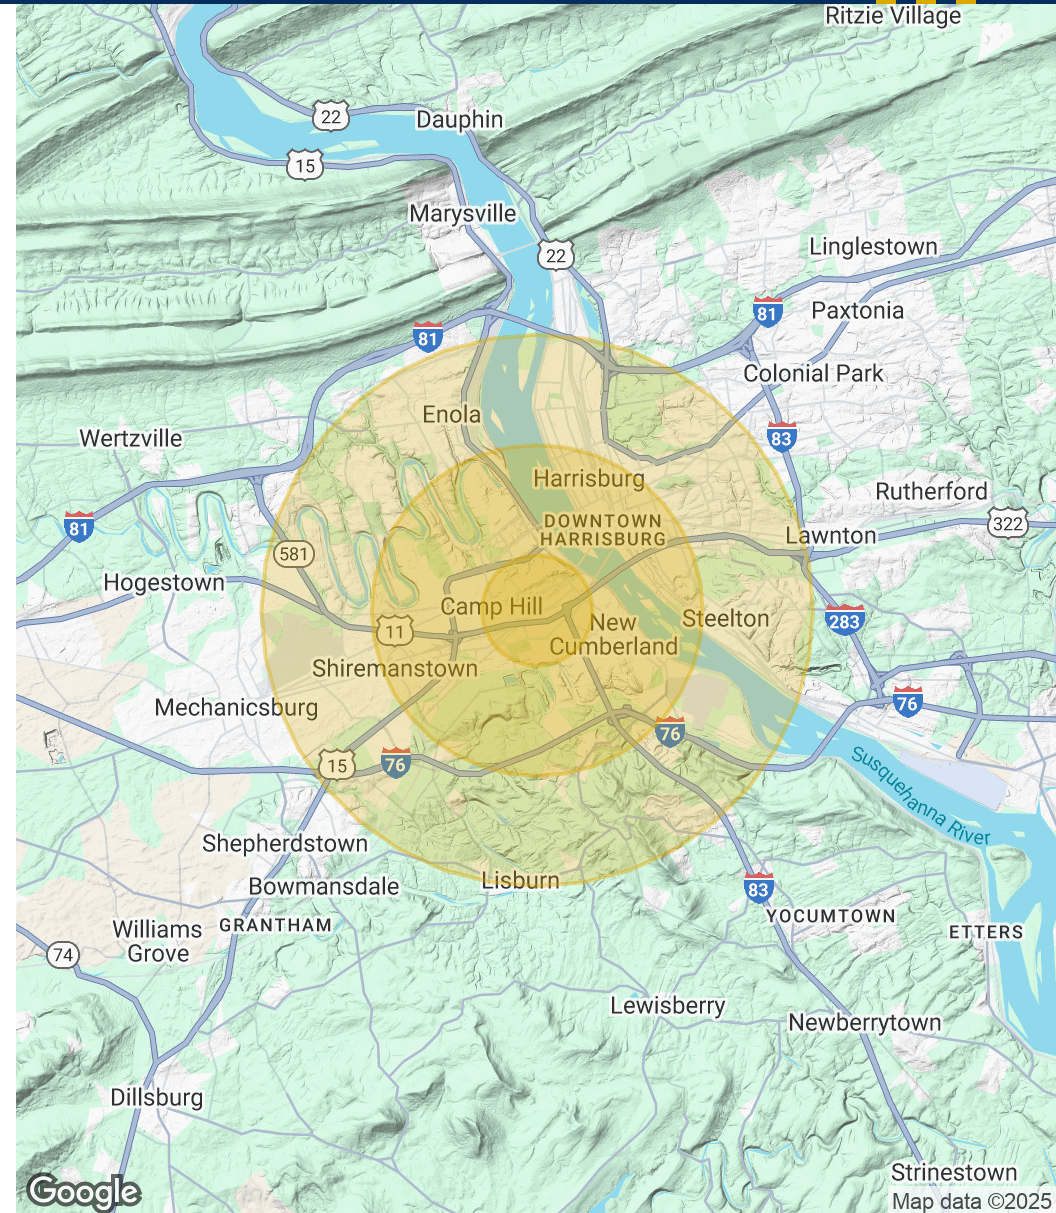 Ritzie Village
22
Dauphin
15
Marysville
22
Linglestown
81
Paxtonia
81
Colonial Park
Enola
83
Wertzville
Harrisburg
Rutherford
DOWNTOWN
HARRISBURG
322
81
Lawnton
581
Hogestown
Camp Hill
283
Steelton
New
Cumberland
11
Shiremanstown
76
Mechanicsburg
76
15
76
Susquehanna River
Shepherdstown
Lisburn
Bowmansdale
83
YOCUMTOWN
GRANTHAM
Williams
Grove
ETTERS
74
Lewisberry
Newberrytown
Dillsburg
Strinestown
Google
Map data ©2025